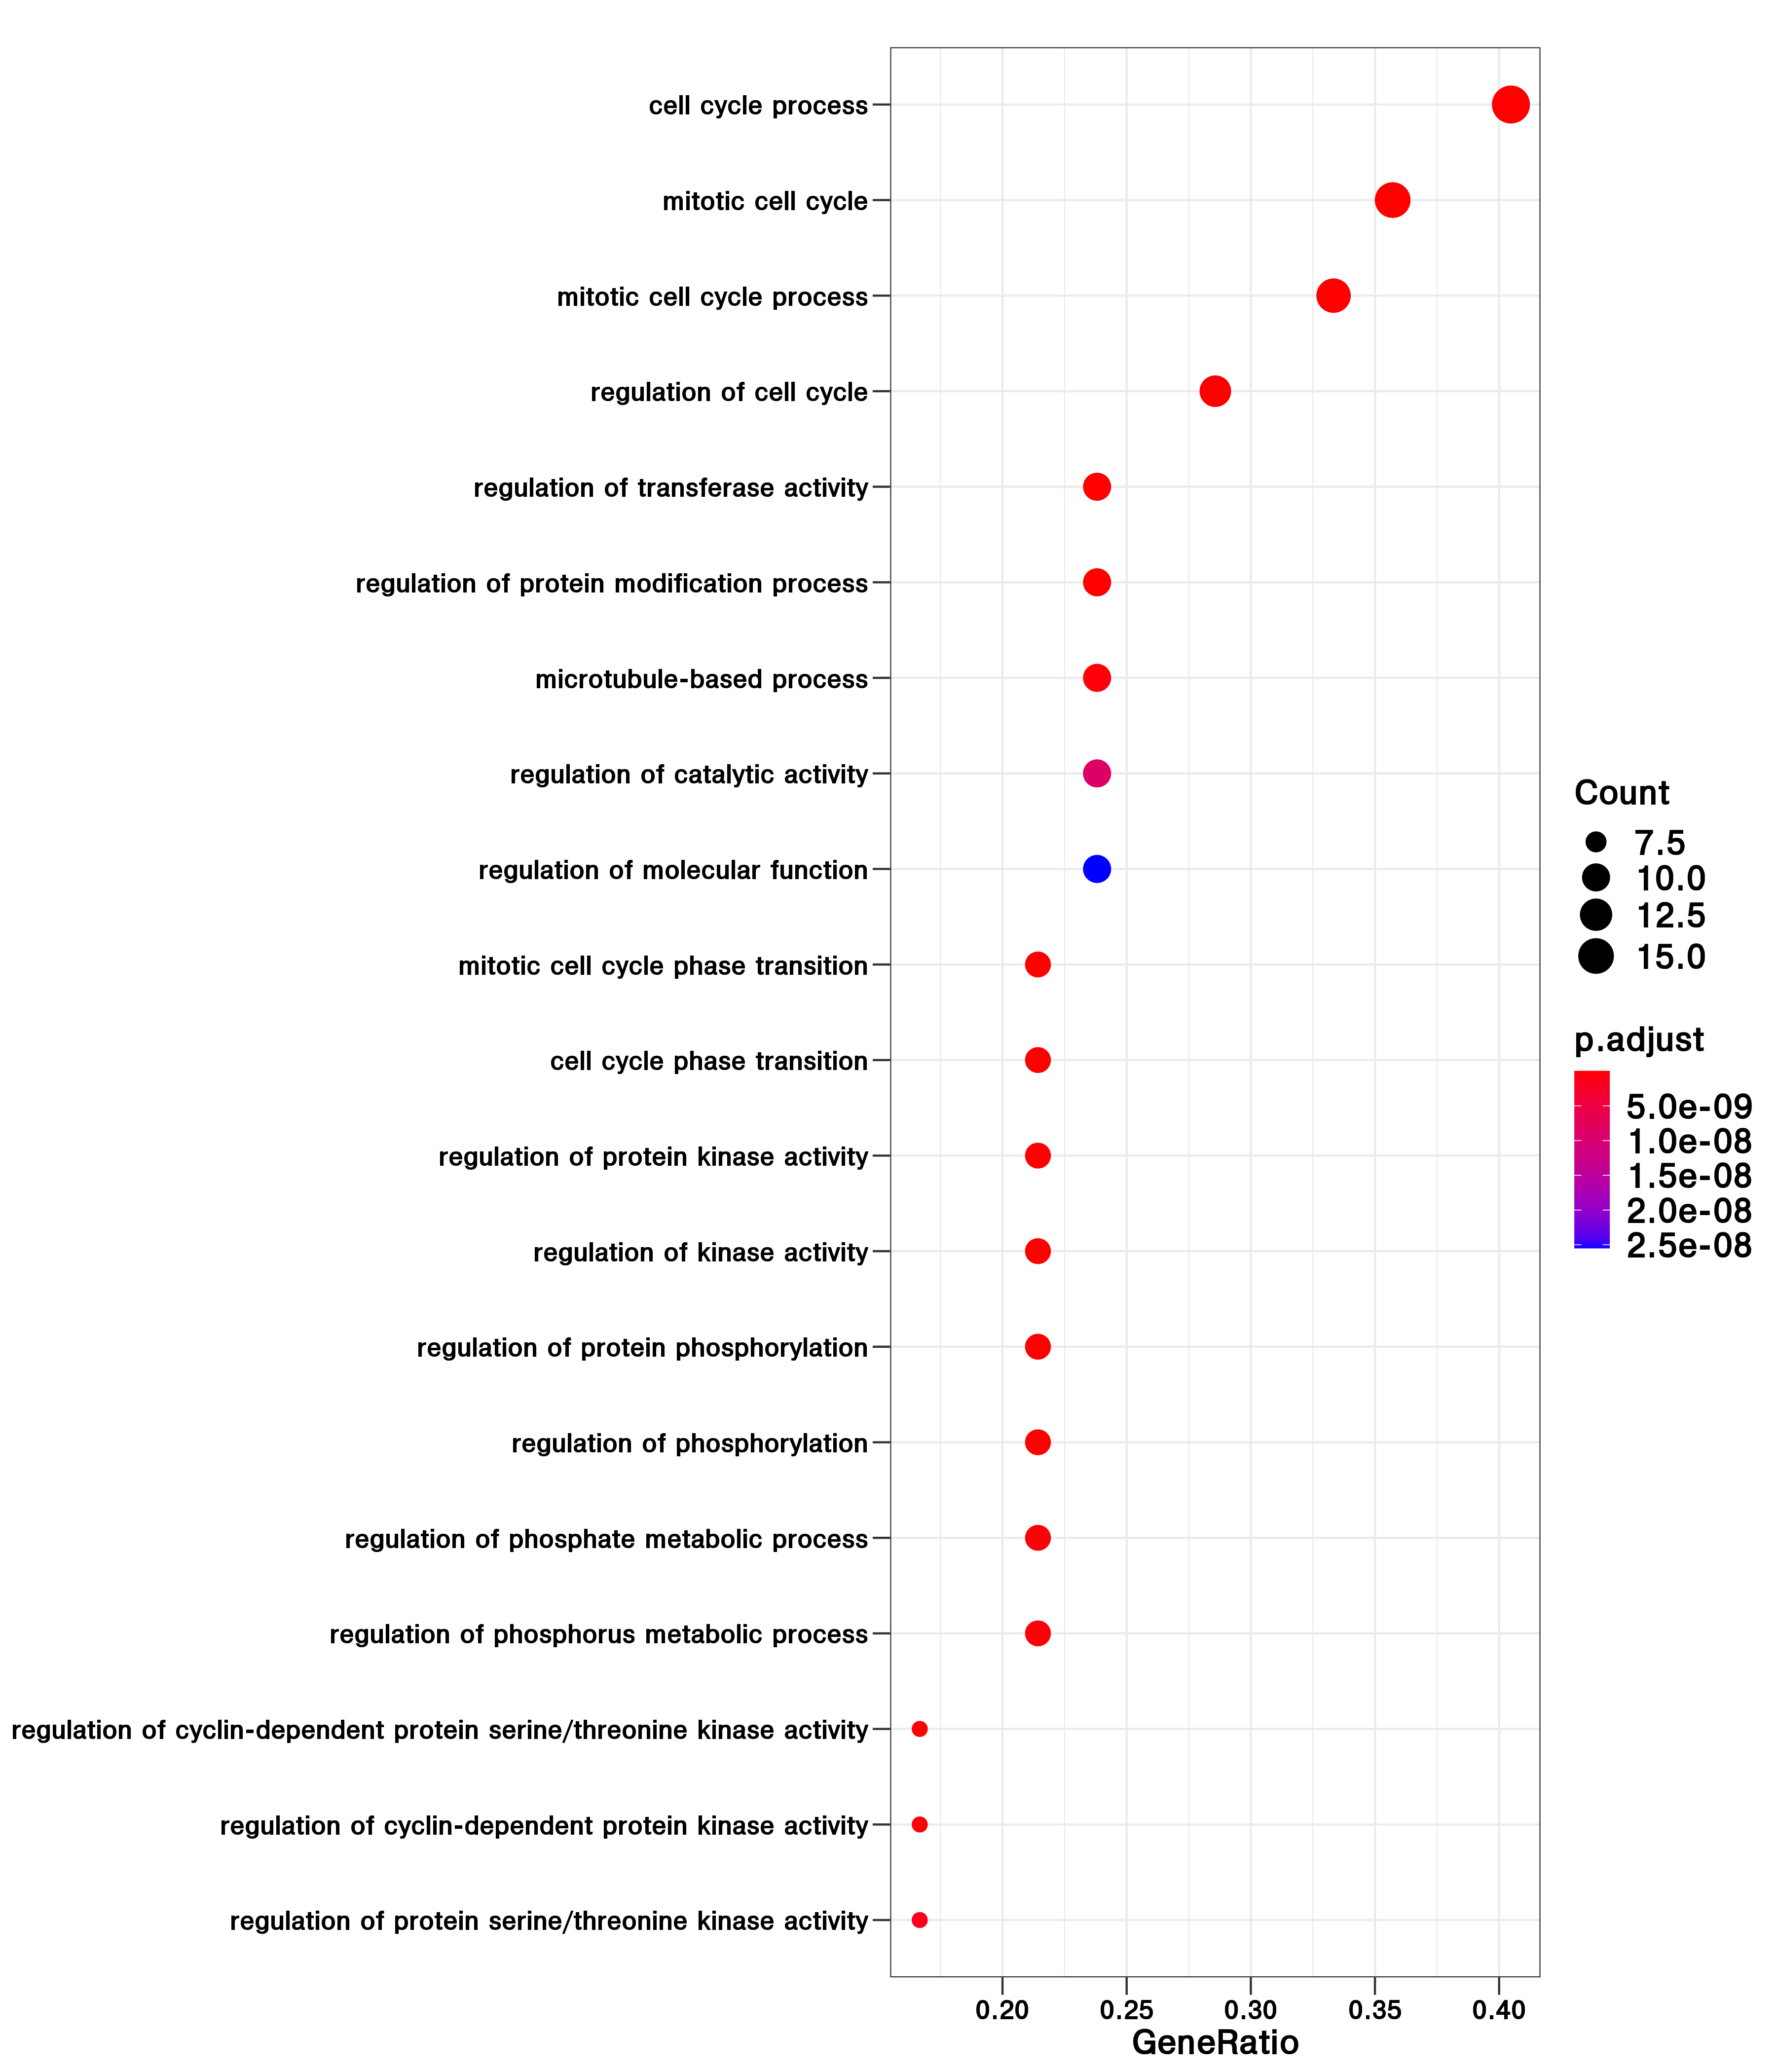 cell cycle process
mitotic cell cycle
mitotic cell cycle process
regulation of cell cycle
regulation of transferase activity
regulation of protein modification process
microtubule-based process
regulation of catalytic activity
regulation of molecular function
mitotic cell cycle phase transition
cell cycle phase transition
regulation of protein kinase activity
regulation of kinase activity
regulation of protein phosphorylation
regulation of phosphorylation
regulation of phosphate metabolic process
regulation of phosphorus metabolic process
regulation of cyclin-dependent protein serine/threonine kinase activity
regulation of cyclin-dependent protein kinase activity
regulation of protein serine/threonine kinase activity
0.20 0.25 0.30 0.35 0.40
GeneRatio
Count
7.5
10.0
12.5
15.0
p.adjust
5.0e-09
1.0e-08
1.5e-08
2.0e-08
2.5e-08